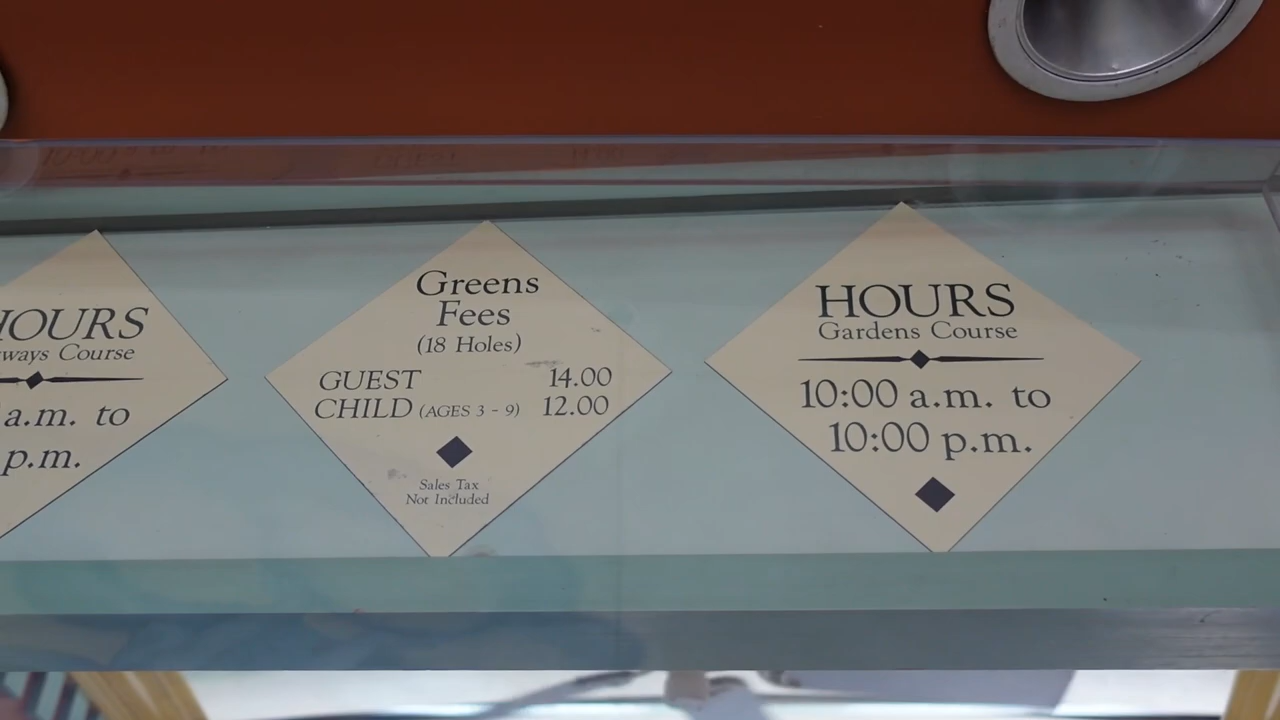 HOURS
ways Course
a.m. to
p.m.
Greens
Fees
(18 Holes)
GUEST 14.00
CHILD (AGES 3 - 9) 12.00
Sales Tax
Not Included
HOURS
Gardens Course
10:00 a.m. to
10:00 p.m.